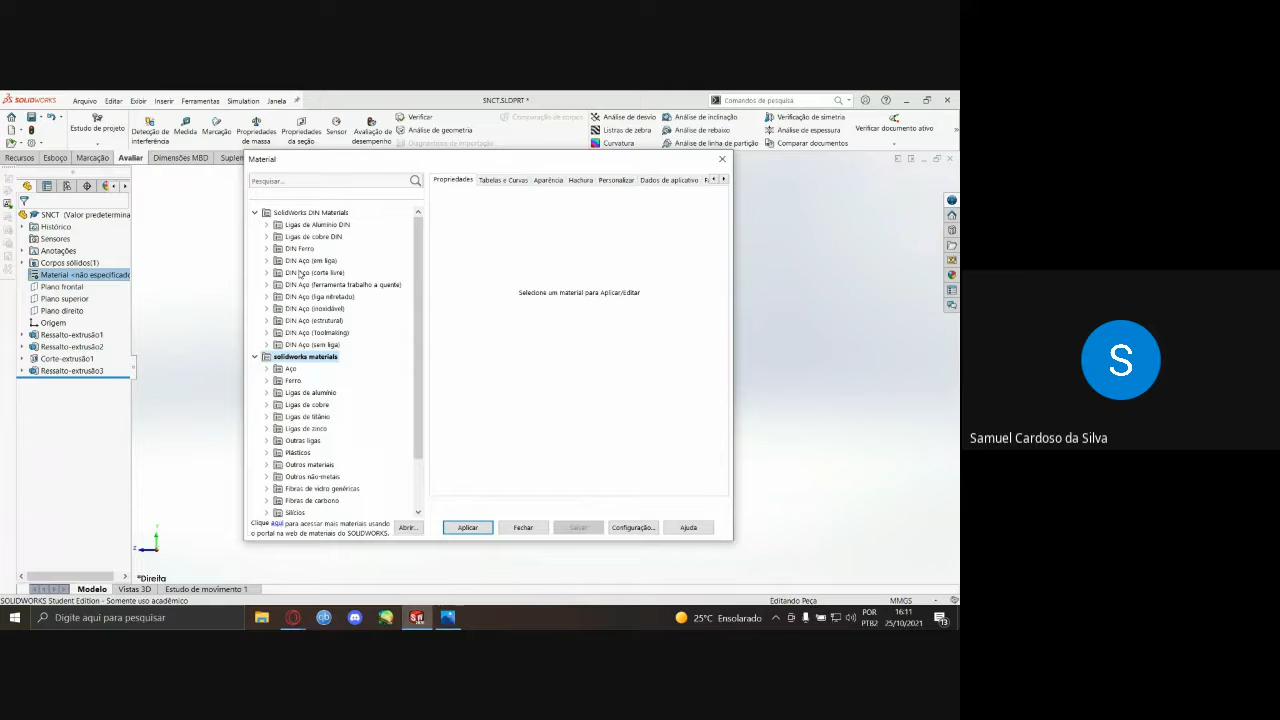 SOLIDWORKS Arquivo Editar Exibir Inserir Ferramentas Simulation Janela SNCT.SLDPRT * Comandos de pesquisa
Estudo de projeto
Detecção de interferência
Medida
Marcação
Propriedades de massa
Propriedades da seção
Sensor
Avaliação de desempenho
Verificar
Análise de geometria
Diagnósticos de importação
Comparação de corpos
Análise de desvio
Listras de zebra
Curvatura
Análise de inclinação
Análise de rebaixo
Análise de linha de partição
Verificação de simetria
Análise de espessura
Comparar documentos
Verificar documento ativo
Recursos Esboço Marcação Avaliar Dimensões MBD Suplem
SNCT (Valor predetermina
Histórico
Sensores
Anotações
Corpos sólidos(1)
Material <não especificado
Plano frontal
Plano superior
Plano direito
Origem
Ressalto-extrusão1
Ressalto-extrusão2
Corte-extrusão1
Ressalto-extrusão3
Material
Pesquisar...
SolidWorks DIN Materials
Ligas de Alumínio DIN
Ligas de cobre DIN
DIN Ferro
DIN Aço (em liga)
DIN Aço (corte livre)
DIN Aço (ferramenta trabalho a quente)
DIN Aço (liga nitretado)
DIN Aço (inoxidável)
DIN Aço (estrutural)
DIN Aço (Toolmaking)
DIN Aço (sem liga)
solidworks materials
Aço
Ferro
Ligas de alumínio
Ligas de cobre
Ligas de titânio
Ligas de zinco
Outras ligas
Plásticos
Outros materiais
Outros não-metais
Fibras de vidro genéricas
Fibras de carbono
Silícios
Clique aqui para acessar mais materiais usando
o portal na web de materiais do SOLIDWORKS.
Abrir...
Propriedades Tabelas e Curvas Aparência Hachura Personalizar Dados de aplicativo
Selecione um material para Aplicar/Editar
Aplicar Fechar Salvar Configuração... Ajuda
Y
Z
*Direita
Modelo Vistas 3D Estudo de movimento 1
SOLIDWORKS Student Edition - Somente uso acadêmico Editando Peça MMGS
Digite aqui para pesquisar
25°C Ensolarado
POR
PTB2
16:11
25/10/2021
13
S
Samuel Cardoso da Silva